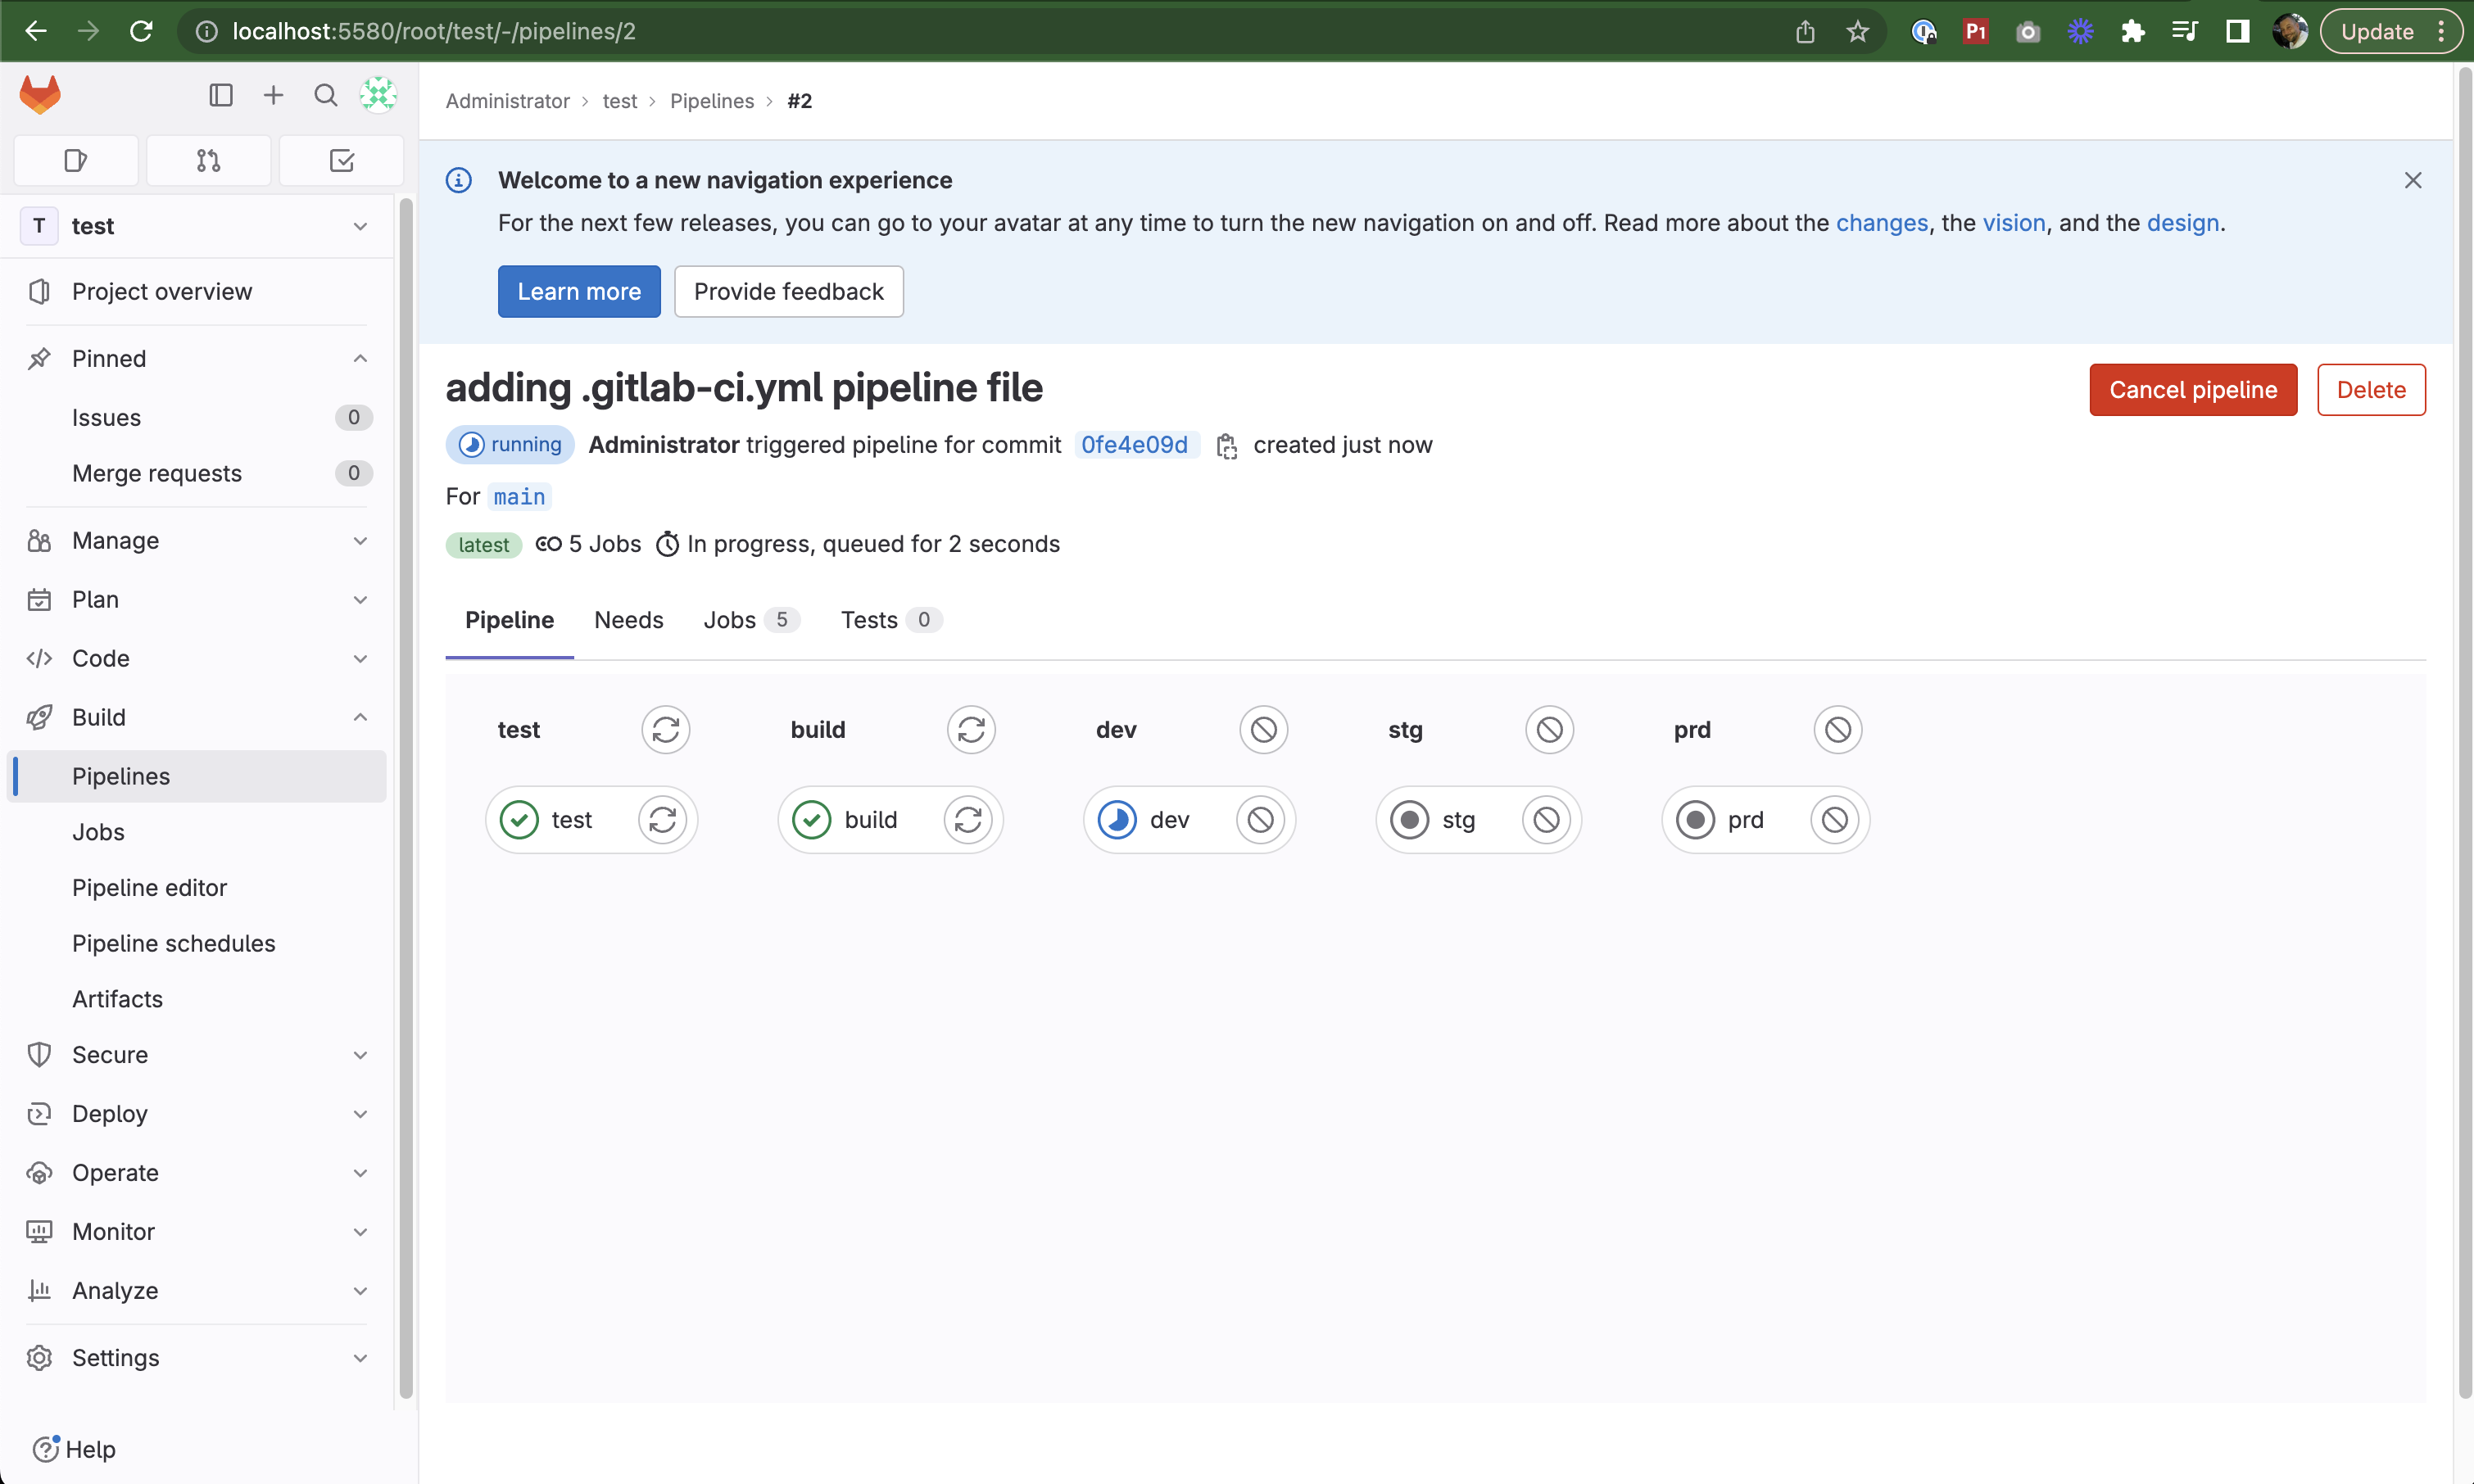 localhost:5580/root/test/-/pipelines/2
P1
Update
Administrator › test › Pipelines › #2
T test
Project overview
Pinned
Issues 0
Merge requests 0
Manage
Plan
Code
Build
Pipelines
Jobs
Pipeline editor
Pipeline schedules
Artifacts
Secure
Deploy
Operate
Monitor
Analyze
Settings
Help
Welcome to a new navigation experience
For the next few releases, you can go to your avatar at any time to turn the new navigation on and off. Read more about the changes, the vision, and the design.
Learn more Provide feedback
adding .gitlab-ci.yml pipeline file
Cancel pipeline Delete
running Administrator triggered pipeline for commit 0fe4e09d created just now
For main
latest 5 Jobs In progress, queued for 2 seconds
Pipeline Needs Jobs 5 Tests 0
test build dev stg prd
test build dev stg prd